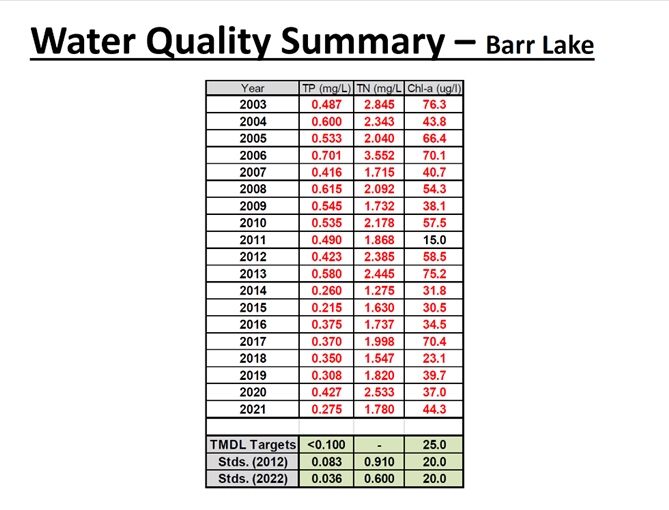 Water Quality Summary – Barr Lake
Year TP (mg/L) TN (mg/L Chl-a (ug/l)
2003 0.487 2.845 76.3
2004 0.600 2.343 43.8
2005 0.533 2.040 66.4
2006 0.701 3.552 70.1
2007 0.416 1.715 40.7
2008 0.615 2.092 54.3
2009 0.545 1.732 38.1
2010 0.535 2.178 57.5
2011 0.490 1.868 15.0
2012 0.423 2.385 58.5
2013 0.580 2.445 75.2
2014 0.260 1.275 31.8
2015 0.215 1.630 30.5
2016 0.375 1.737 34.5
2017 0.370 1.998 70.4
2018 0.350 1.547 23.1
2019 0.308 1.820 39.7
2020 0.427 2.533 37.0
2021 0.275 1.780 44.3
TMDL Targets <0.100 - 25.0
Stds. (2012) 0.083 0.910 20.0
Stds. (2022) 0.036 0.600 20.0